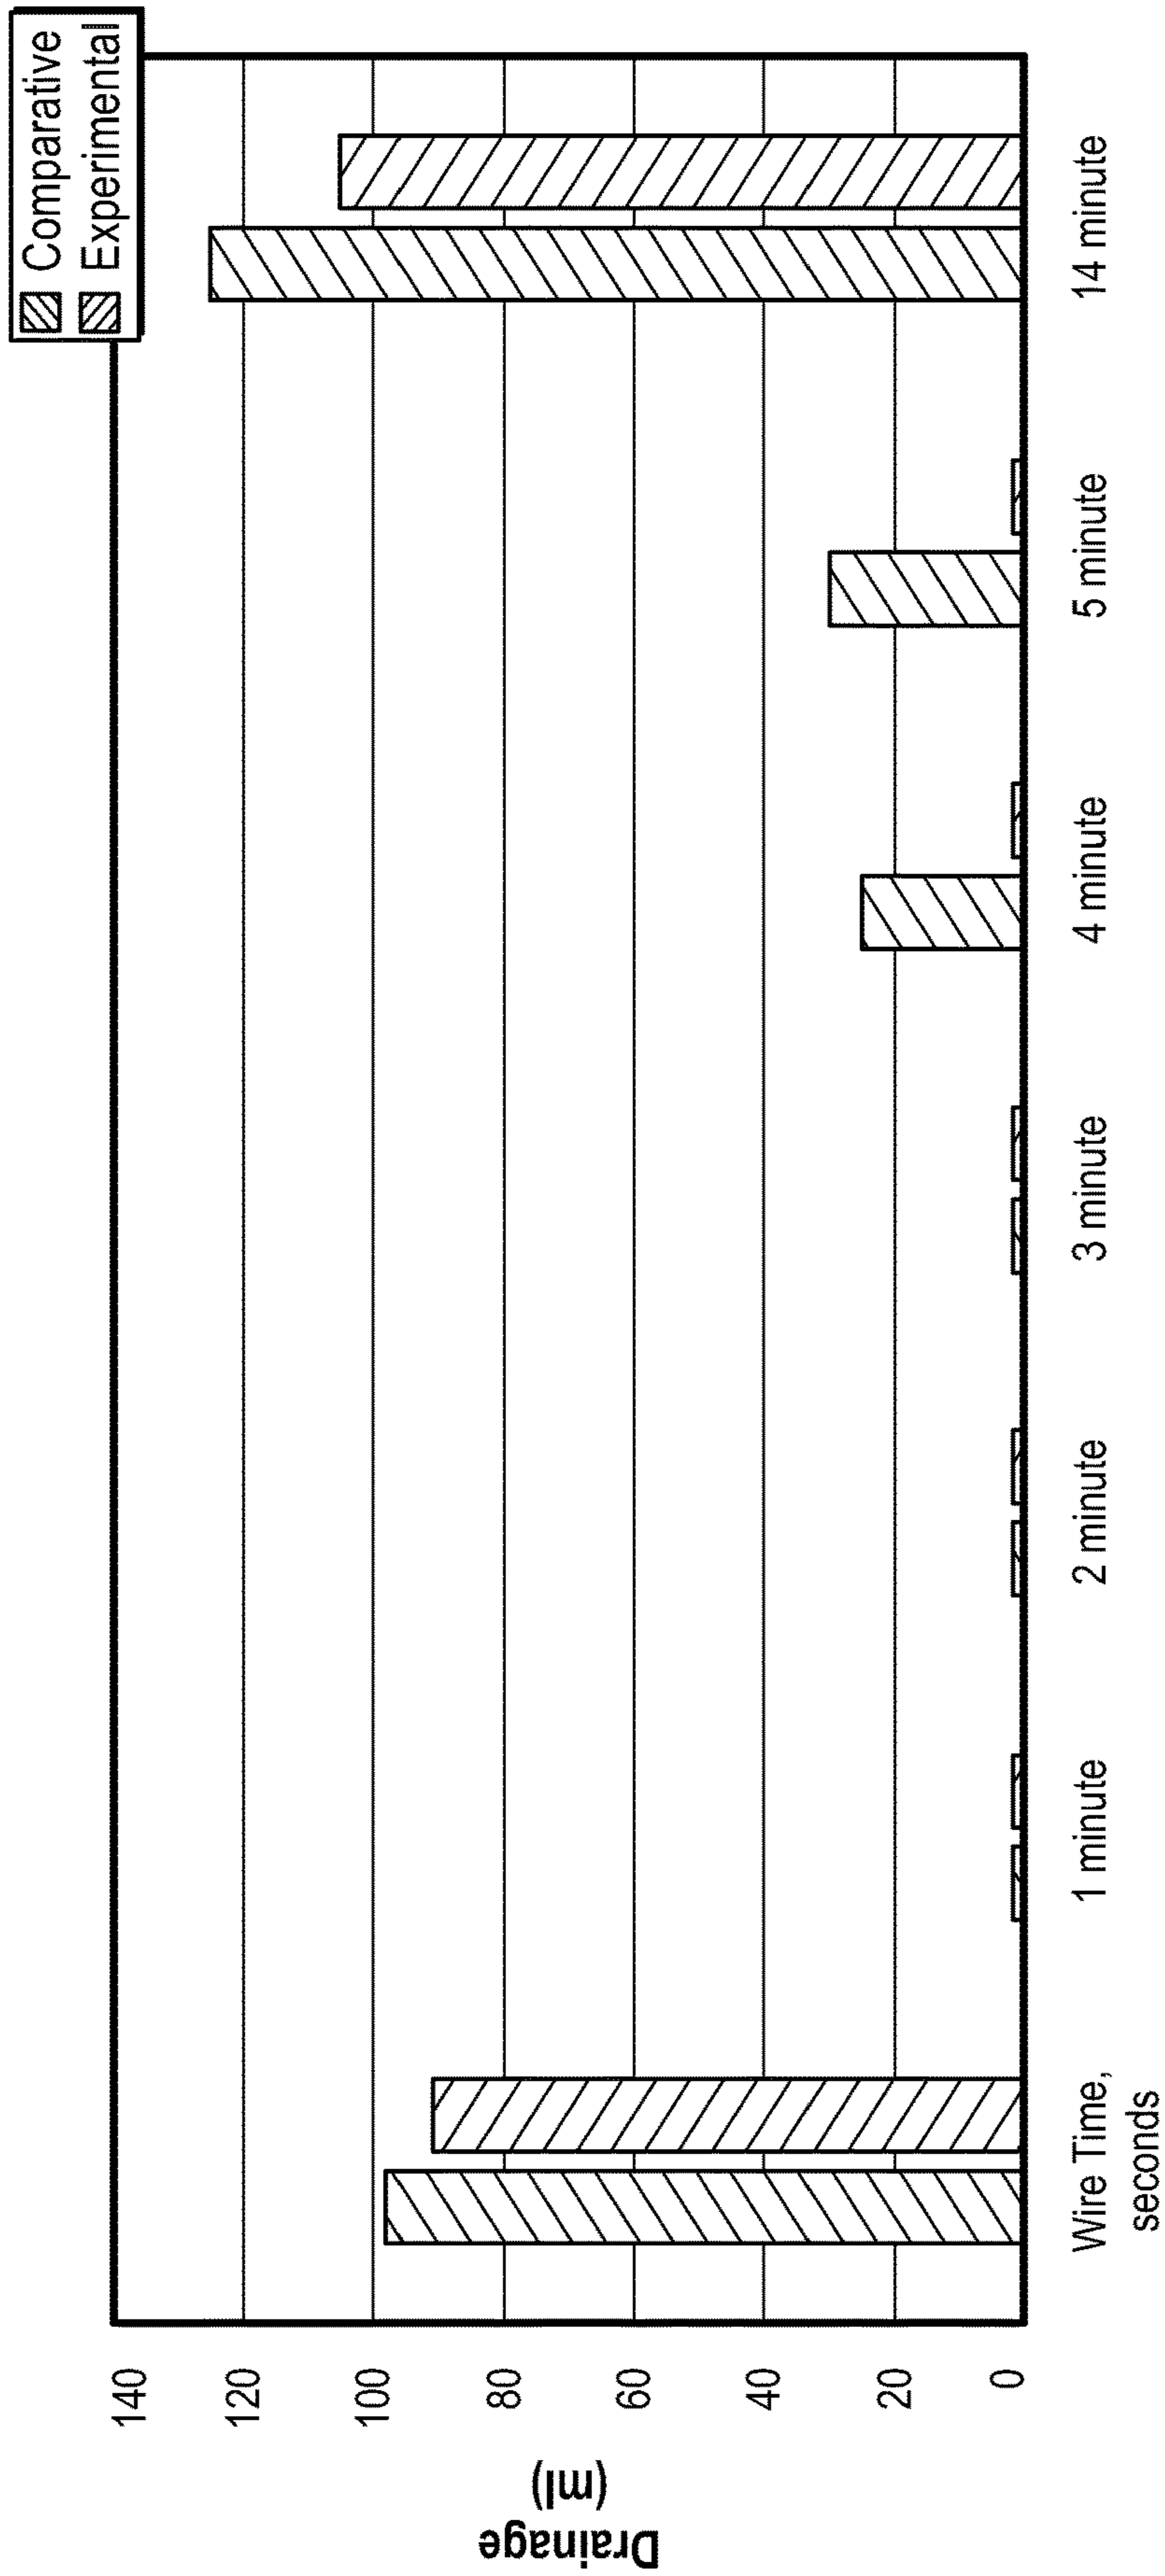 Comparative
Experimental
Drainage
(ml)
140
120
100
80
60
40
20
0
Wire Time,
seconds
1 minute
2 minute
3 minute
4 minute
5 minute
14 minute